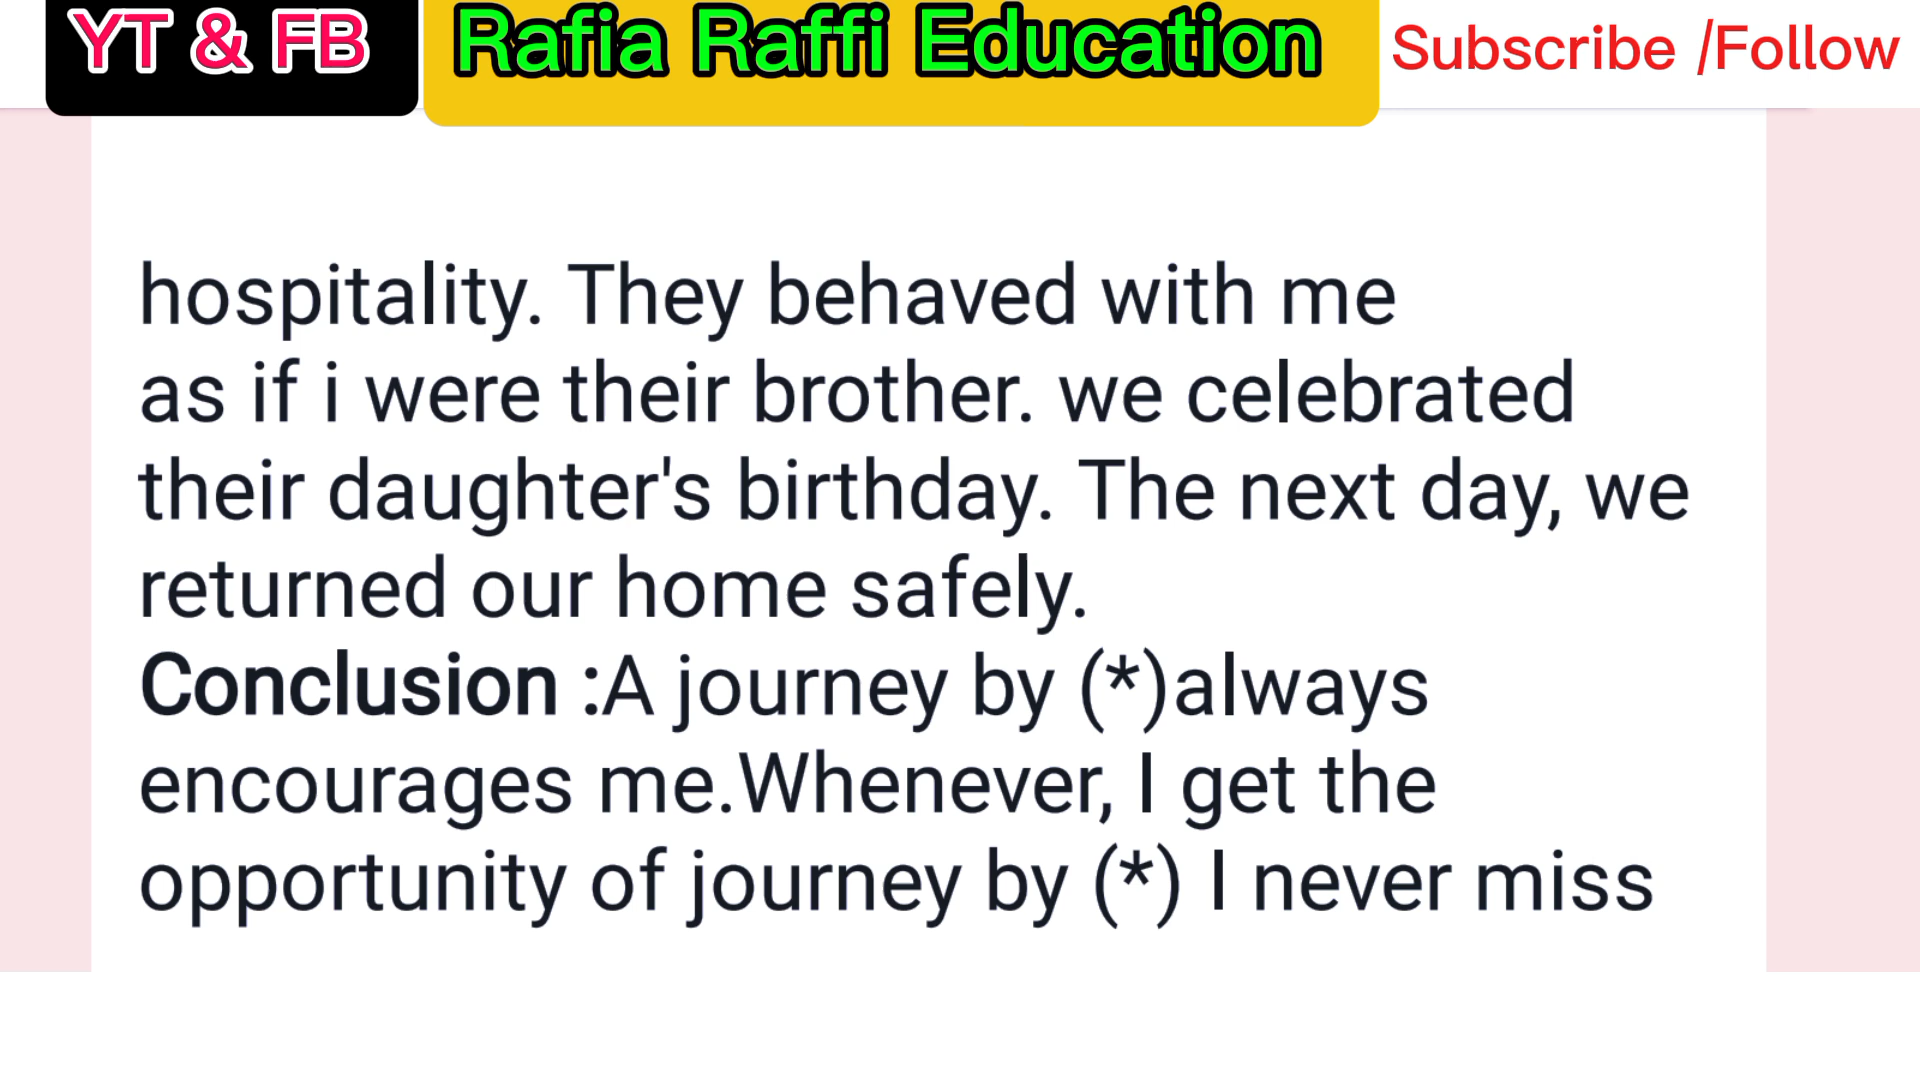 YT & FB Rafia Raffi Education Subscribe /Follow
hospitality. They behaved with me
as if i were their brother. we celebrated
their daughter's birthday. The next day, we
returned our home safely.
Conclusion :A journey by (*)always
encourages me.Whenever, I get the
opportunity of journey by (*) I never miss